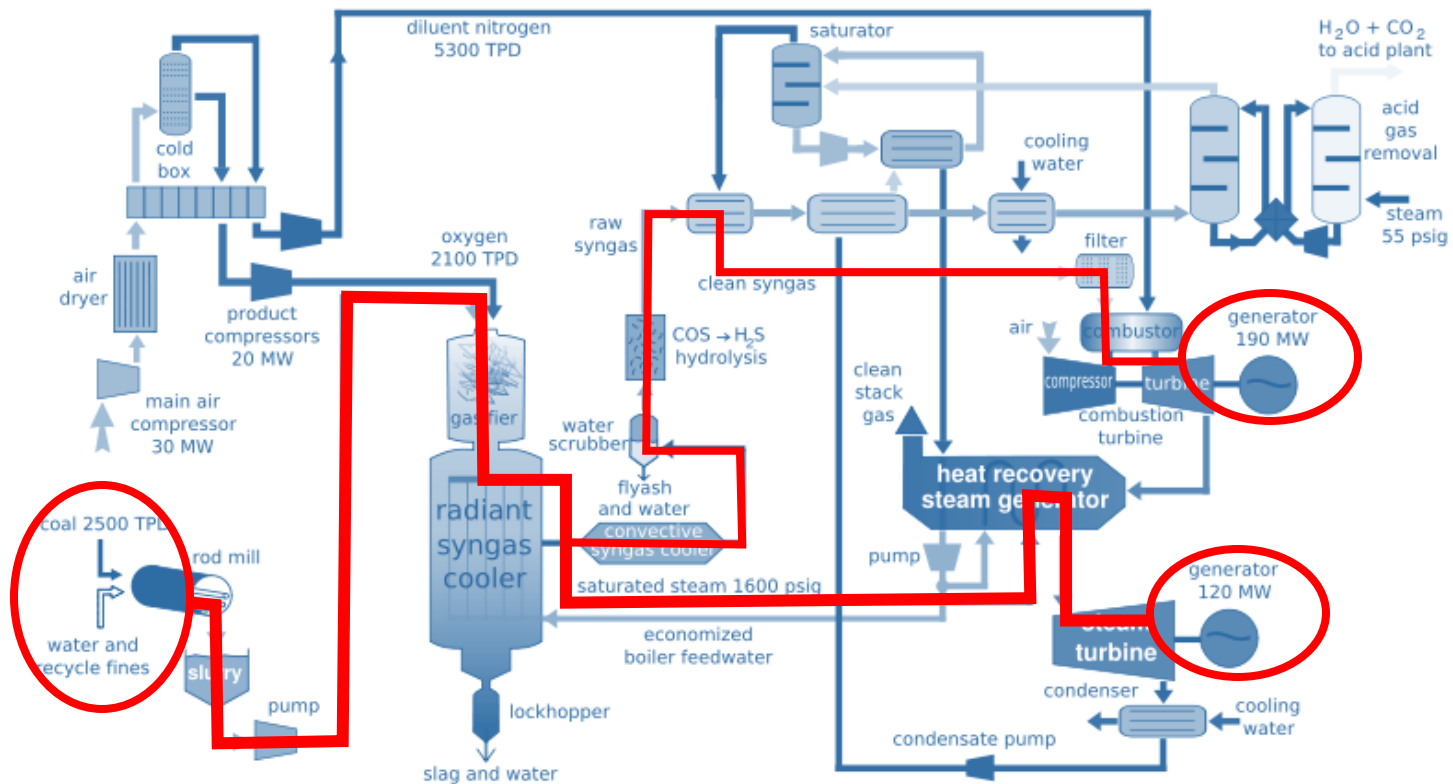 diluent nitrogen
5300 TPD
saturator
H₂O + CO₂
to acid plant
acid
gas
removal
cold
box
cooling
water
steam
55 psig
raw
syngas
oxygen
2100 TPD
filter
clean syngas
air
dryer
product
compressors
20 MW
COS → H₂S
hydrolysis
air
combustor
generator
190 MW
compressor
turbine
clean
stack
gas
combustion
turbine
main air
compressor
30 MW
gasifier
water
scrubber
heat recovery
steam generator
flyash
and water
radiant
syngas
cooler
convective
syngas cooler
coal 2500 TPD
rod mill
pump
saturated steam 1600 psig
generator
120 MW
water and
recycle fines
slurry
economized
boiler feedwater
steam
turbine
pump
lockhopper
condenser
cooling
water
condensate pump
slag and water